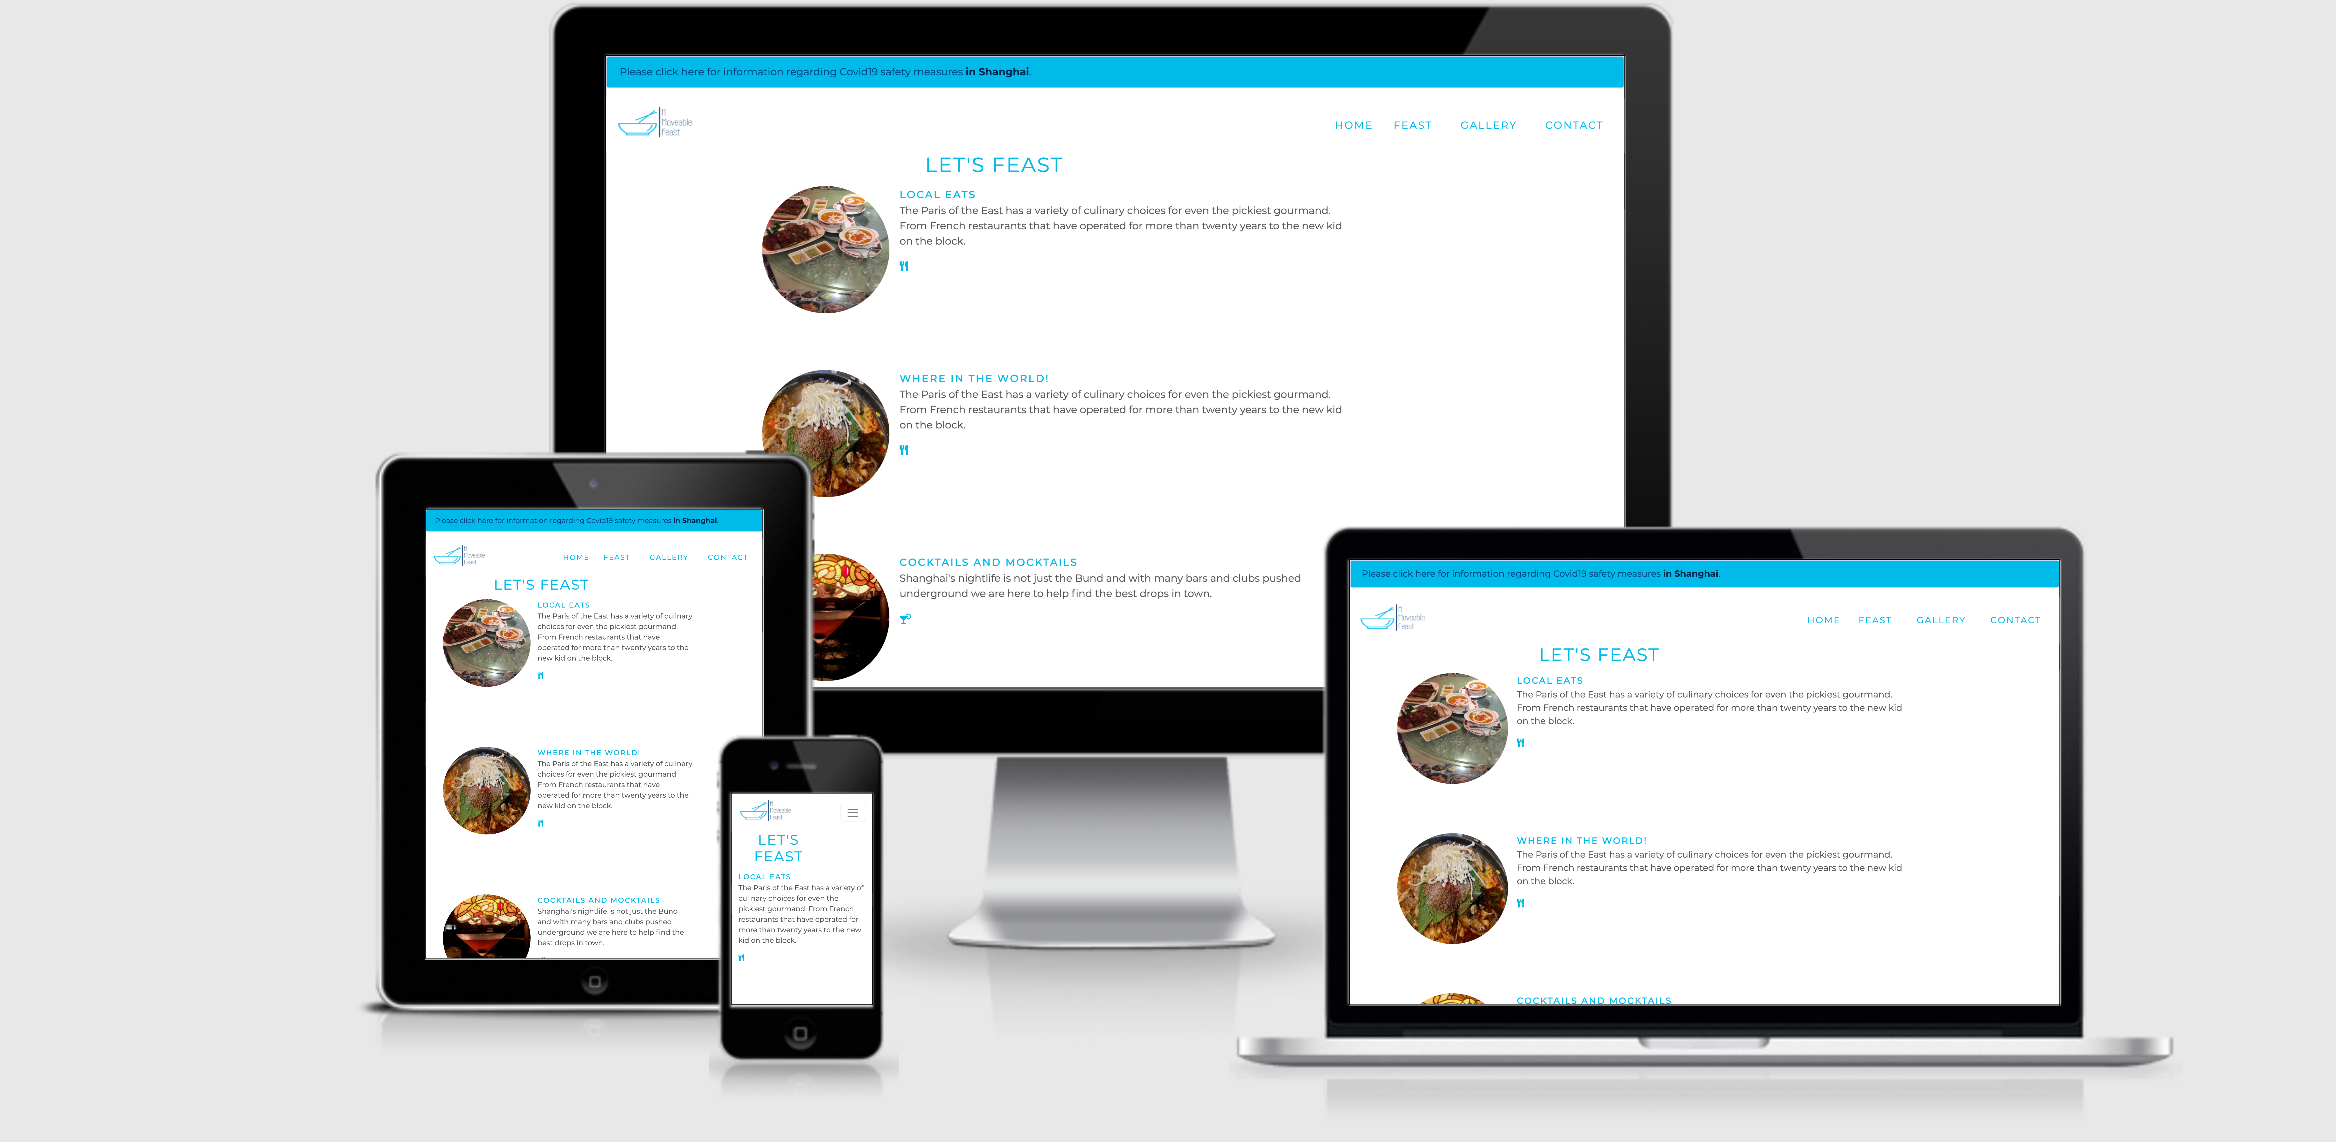 Please click here for information regarding Covid19 safety measures in Shanghai.
A
Moveable
Feast
HOME FEAST GALLERY CONTACT
LET'S FEAST
LOCAL EATS
The Paris of the East has a variety of culinary choices for even the pickiest gourmand.
From French restaurants that have operated for more than twenty years to the new kid
on the block.
WHERE IN THE WORLD!
The Paris of the East has a variety of culinary choices for even the pickiest gourmand.
From French restaurants that have operated for more than twenty years to the new kid
on the block.
COCKTAILS AND MOCKTAILS
Shanghai's nightlife is not just the Bund and with many bars and clubs pushed
underground we are here to help find the best drops in town.
Please click here for information regarding Covid19 safety measures in Shanghai.
A
Moveable
Feast
HOME FEAST GALLERY CONTACT
LET'S FEAST
LOCAL EATS
The Paris of the East has a variety of culinary
choices for even the pickiest gourmand.
From French restaurants that have
operated for more than twenty years to the
new kid on the block.
WHERE IN THE WORLD!
The Paris of the East has a variety of culinary
choices for even the pickiest gourmand.
From French restaurants that have
operated for more than twenty years to the
new kid on the block.
COCKTAILS AND MOCKTAILS
Shanghai's nightlife is not just the Bund
and with many bars and clubs pushed
underground we are here to help find the
best drops in town.
A
Moveable
Feast
LET'S
FEAST
LOCAL EATS
The Paris of the East has a variety of
culinary choices for even the
pickiest gourmand. From French
restaurants that have operated for
more than twenty years to the new
kid on the block.
Please click here for information regarding Covid19 safety measures in Shanghai.
A
Moveable
Feast
HOME FEAST GALLERY CONTACT
LET'S FEAST
LOCAL EATS
The Paris of the East has a variety of culinary choices for even the pickiest gourmand.
From French restaurants that have operated for more than twenty years to the new kid
on the block.
WHERE IN THE WORLD!
The Paris of the East has a variety of culinary choices for even the pickiest gourmand.
From French restaurants that have operated for more than twenty years to the new kid
on the block.
COCKTAILS AND MOCKTAILS